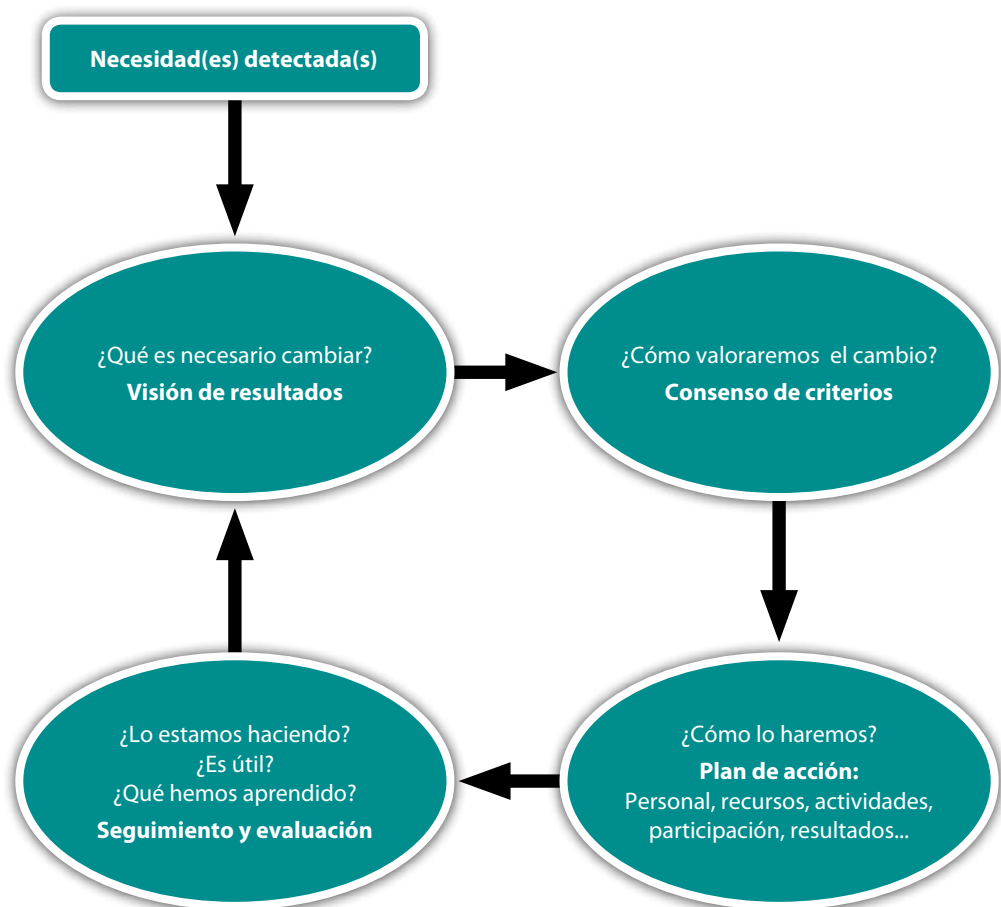 Necesidad(es) detectada(s)
¿Qué es necesario cambiar?
Visión de resultados
¿Cómo valoraremos el cambio?
Consenso de criterios
¿Cómo lo haremos?
Plan de acción:
Personal, recursos, actividades,
participación, resultados...
¿Lo estamos haciendo?
¿Es útil?
¿Qué hemos aprendido?
Seguimiento y evaluación